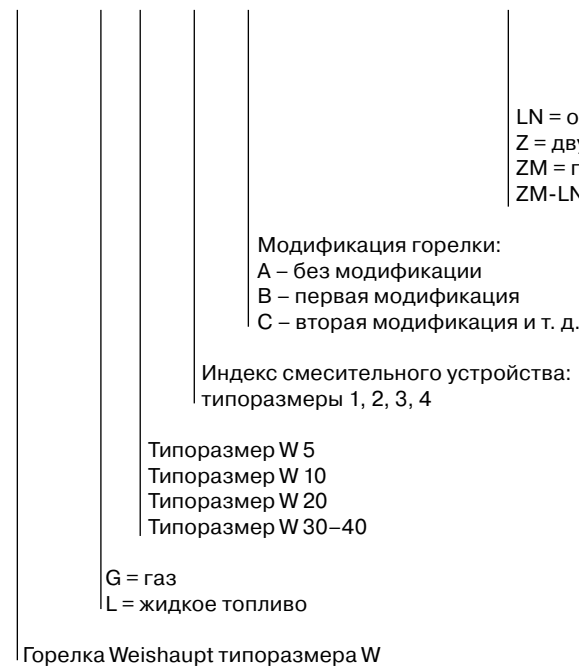 LN =
Z =
ZM =
ZM-LN
Модификация горелки:
A – без модификации
B – первая модификация
C – вторая модификация и т. д.
Индекс смесительного устройства:
типоразмеры 1, 2, 3, 4
Типоразмер W 5
Типоразмер W 10
Типоразмер W 20
Типоразмер W 30–40
G = газ
L = жидкое топливо
Горелка Weishaupt типоразмера W